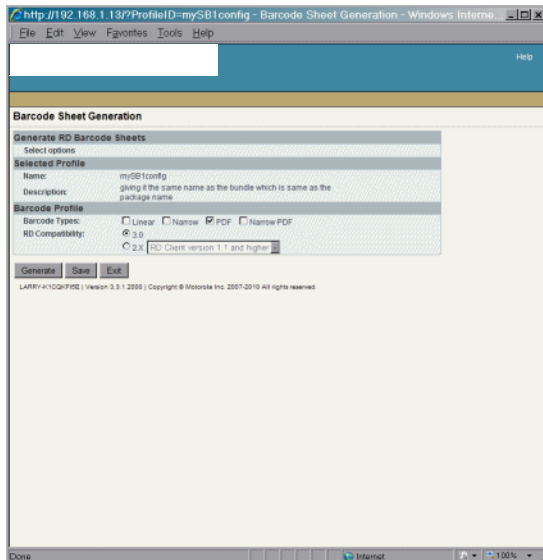 http://192.168.1.13/?ProfileID=mySB1config - Barcode Sheet Generation - Windows Interne...
File Edit View Favorites Tools Help
Help
Barcode Sheet Generation
Generate RD Barcode Sheets
Select options
Selected Profile
Name: mySB1config
Description: giving it the same name as the bundle which is same as the
package name
Barcode Profile
Barcode Types: Linear Narrow PDF Narrow PDF
RD Compatibility: 3.0
2.X RD Client version 1.1 and higher
Generate Save Exit
Version 3.3.1.2000 | Copyright © Motorola Inc. 2007-2010 All rights reserved.
Done Internet 100%